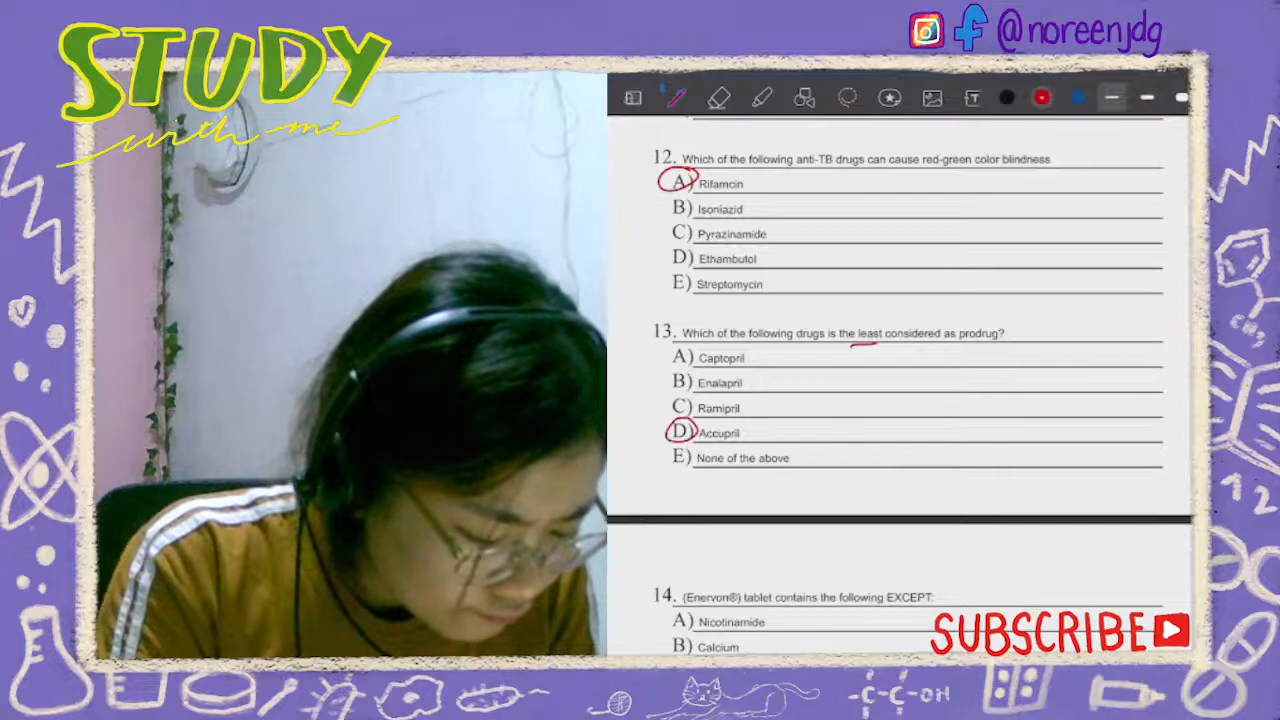 STUDY
with me
@noreenjdg
12. Which of the following anti-TB drugs can cause red-green color blindness
A) Rifamcin
B) Isoniazid
C) Pyrazinamide
D) Ethambutol
E) Streptomycin
13. Which of the following drugs is the least considered as prodrug?
A) Captopril
B) Enalapril
C) Ramipril
D) Accupril
E) None of the above
14. (Enervon®) tablet contains the following EXCEPT:
A) Nicotinamide
B) Calcium
SUBSCRIBE
12
-C-C-OH